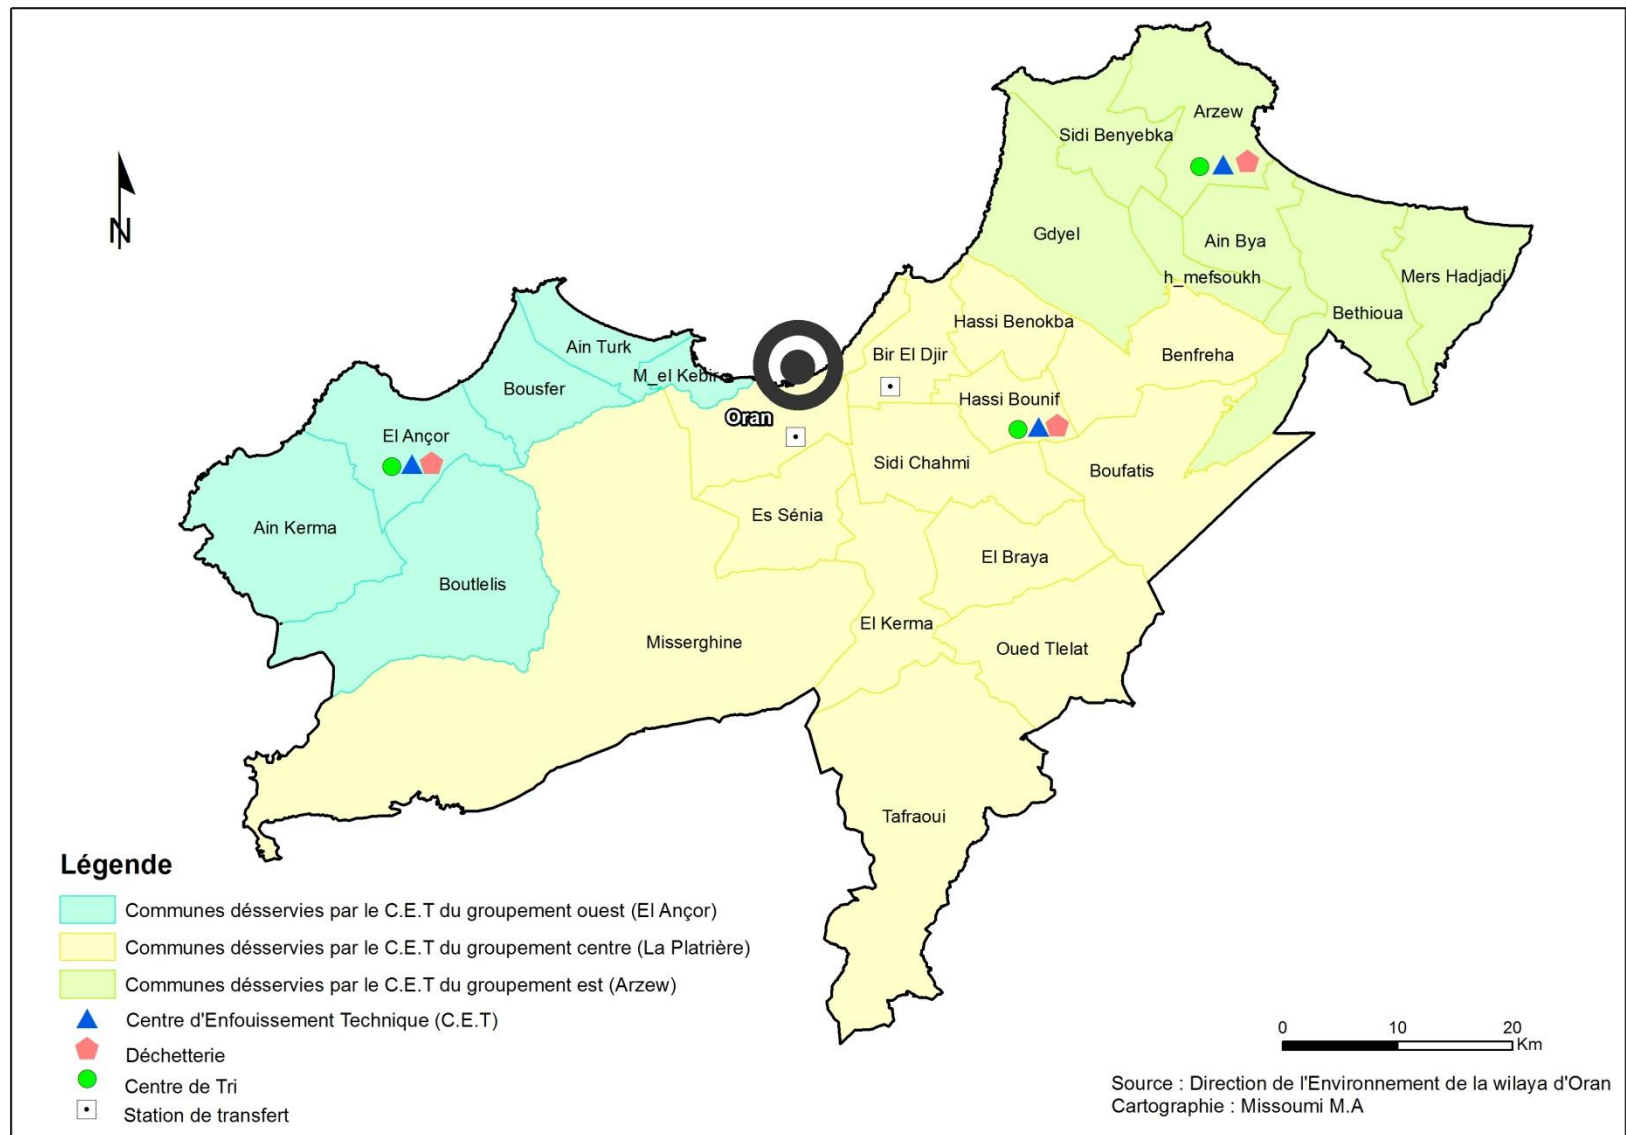 Arzew
Sidi Benyebka
Gdyel
Ain Bya
h_mefsoukh
Mers Hadjadj
Bethioua
Hassi Benokba
Benfreha
Bir El Djir
Ain Turk
M_el Kebir
Bousfer
Hassi Bounif
Oran
El Ançor
Sidi Chahmi
Boufatis
Es Sénia
Ain Kerma
El Braya
Boutlelis
El Kerma
Misserghine
Oued Tlelat
Tafraoui
N
Légende
Communes désservies par le C.E.T du groupement ouest (El Ançor)
Communes désservies par le C.E.T du groupement centre (La Platrière)
Communes désservies par le C.E.T du groupement est (Arzew)
Centre d'Enfouissement Technique (C.E.T)
Déchetterie
Centre de Tri
Station de transfert
0 10 20
Km
Source : Direction de l'Environnement de la wilaya d'Oran
Cartographie : Missoumi M.A